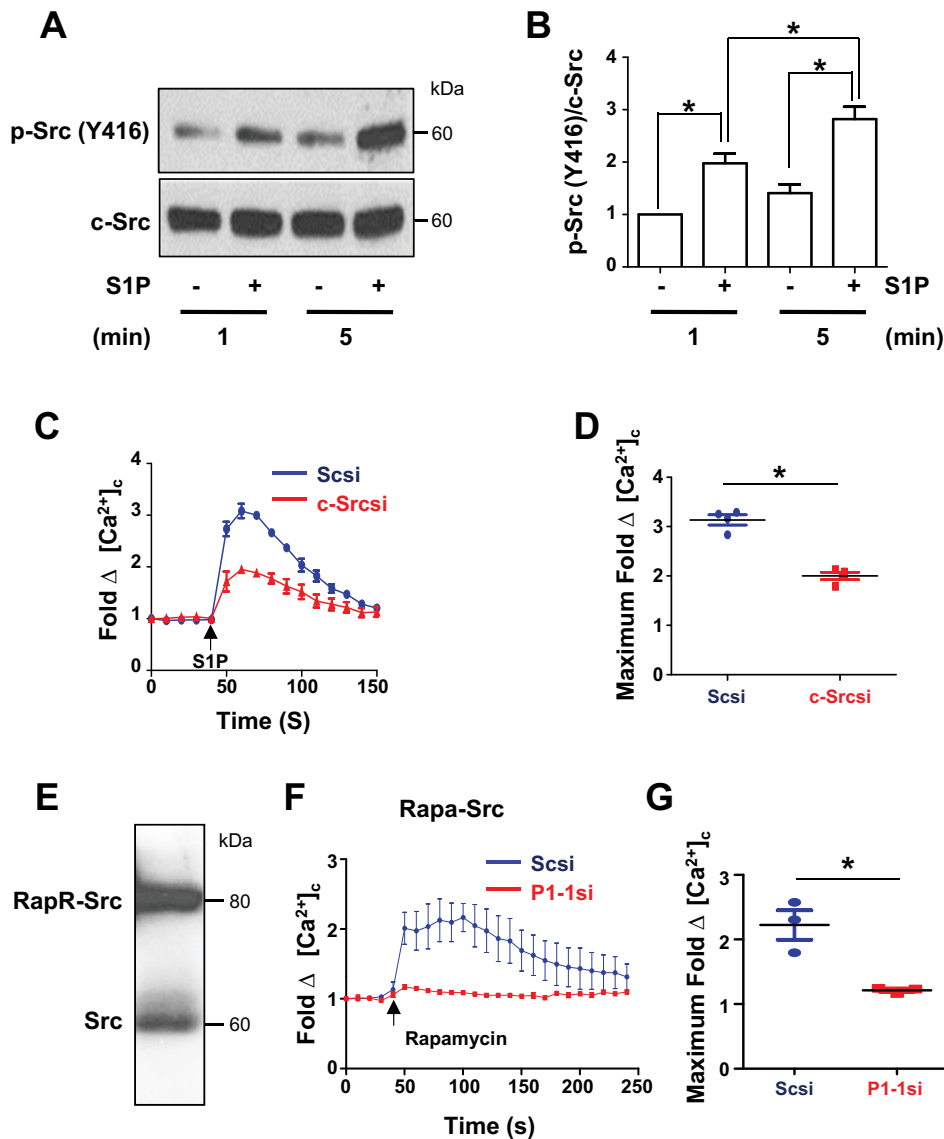 A
kDa
p-Src (Y416)
60
c-Src
60
S1P - + - +
(min) 1 5
B
p-Src (Y416)/c-Src
4
3
2
1
0
* * *
- + - + S1P
1 5 (min)
C
Fold Δ [Ca²⁺]c
4
3
2
1
0
Scsi
c-Srcsi
S1P
0 50 100 150
Time (S)
D
Maximum Fold Δ [Ca²⁺]c
4
3
2
1
0
*
Scsi c-Srcsi
E
kDa
RapR-Src 80
Src 60
F
Rapa-Src
Fold Δ [Ca²⁺]c
3
2
1
0
Scsi
P1-1si
Rapamycin
0 50 100 150 200 250
Time (s)
G
Maximum Fold Δ [Ca²⁺]c
3
2
1
0
*
Scsi P1-1si